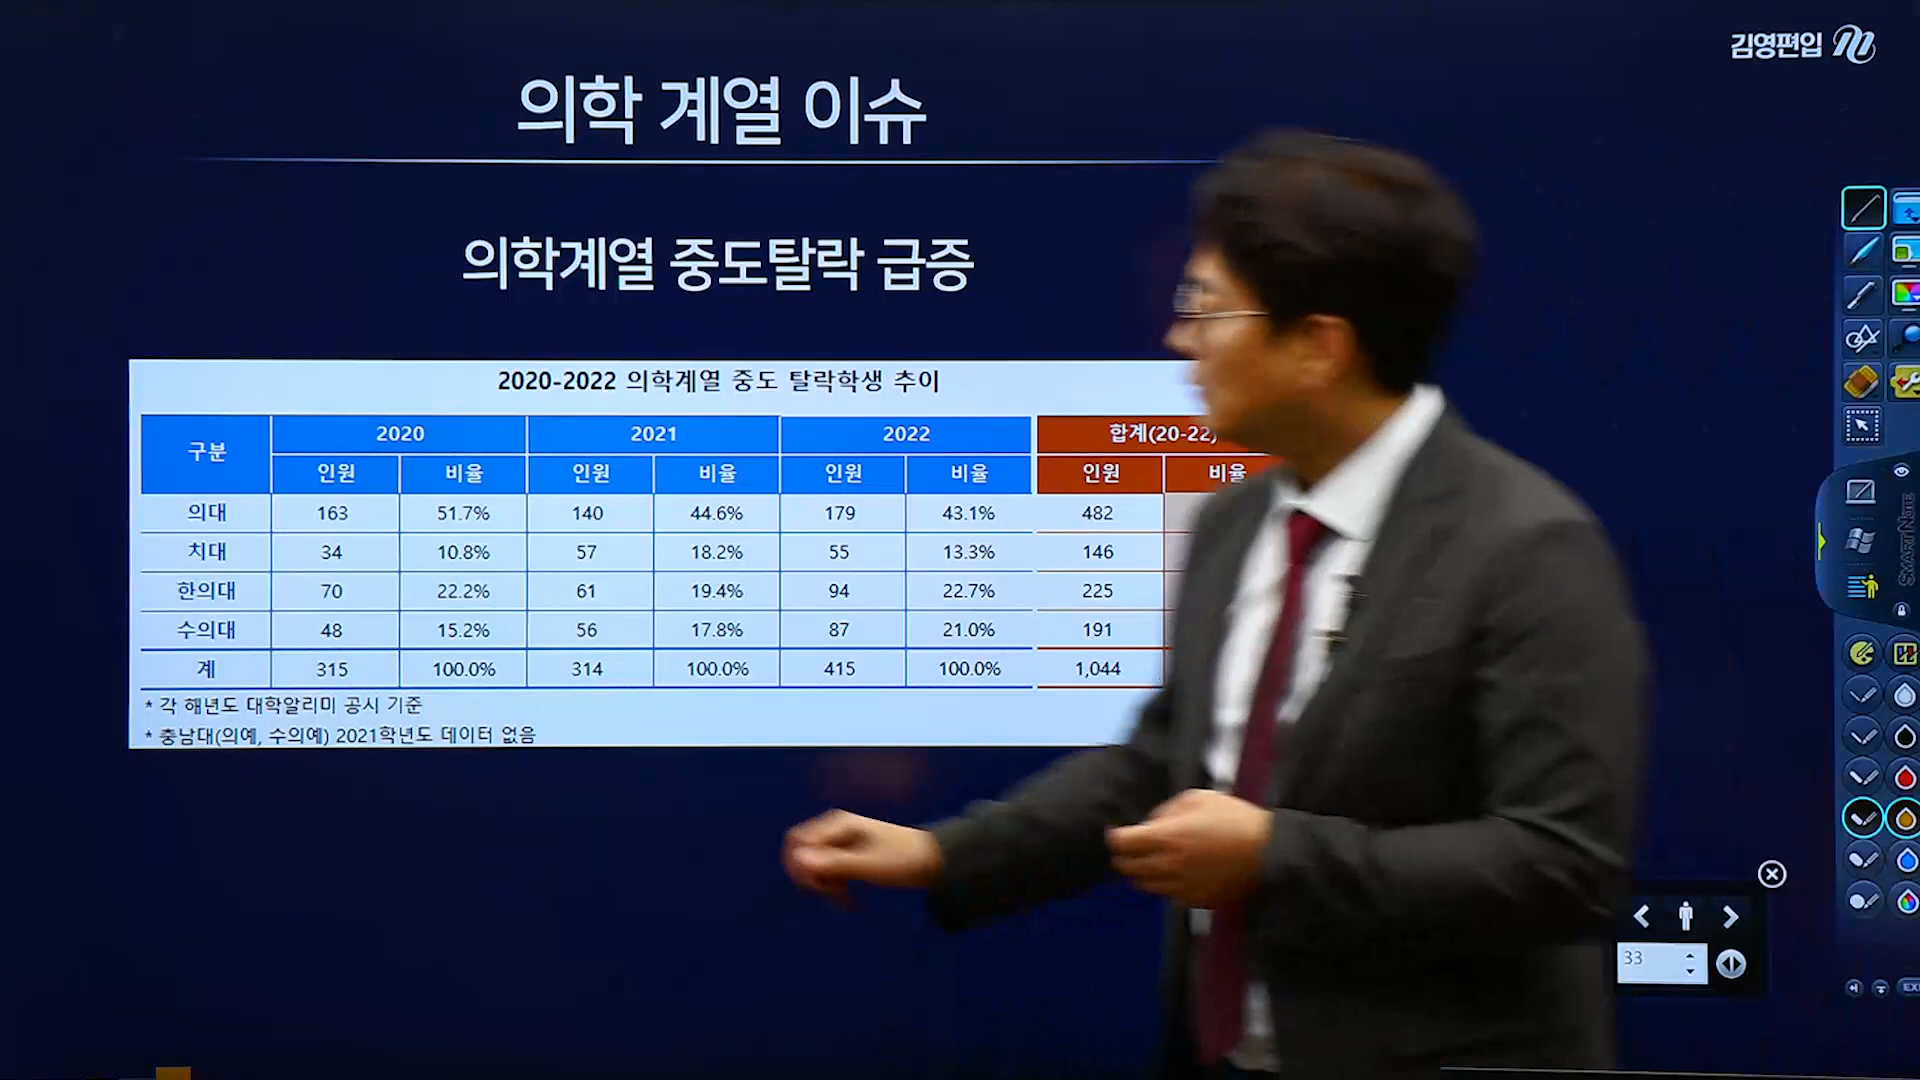 김영편입
의학 계열 이슈
의학계열 중도탈락 급증
2020-2022 의학계열 중도 탈락학생 추이
구분 2020 2021 2022 합계(20-22)
인원 비율 인원 비율 인원 비율 인원 비율
의대 163 51.7% 140 44.6% 179 43.1% 482
치대 34 10.8% 57 18.2% 55 13.3% 146
한의대 70 22.2% 61 19.4% 94 22.7% 225
수의대 48 15.2% 56 17.8% 87 21.0% 191
계 315 100.0% 314 100.0% 415 100.0% 1,044
* 각 해년도 대학알리미 공시 기준
* 충남대(의예, 수의예) 2021학년도 데이터 없음
SMART NOTE
33